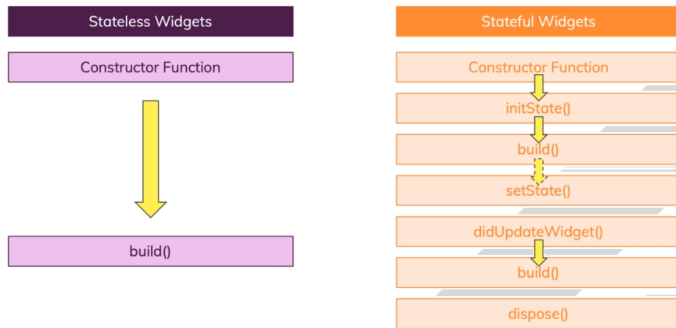 Stateless Widgets
Constructor Function
build()
Stateful Widgets
Constructor Function
initState()
build()
setState()
didUpdateWidget()
build()
dispose()